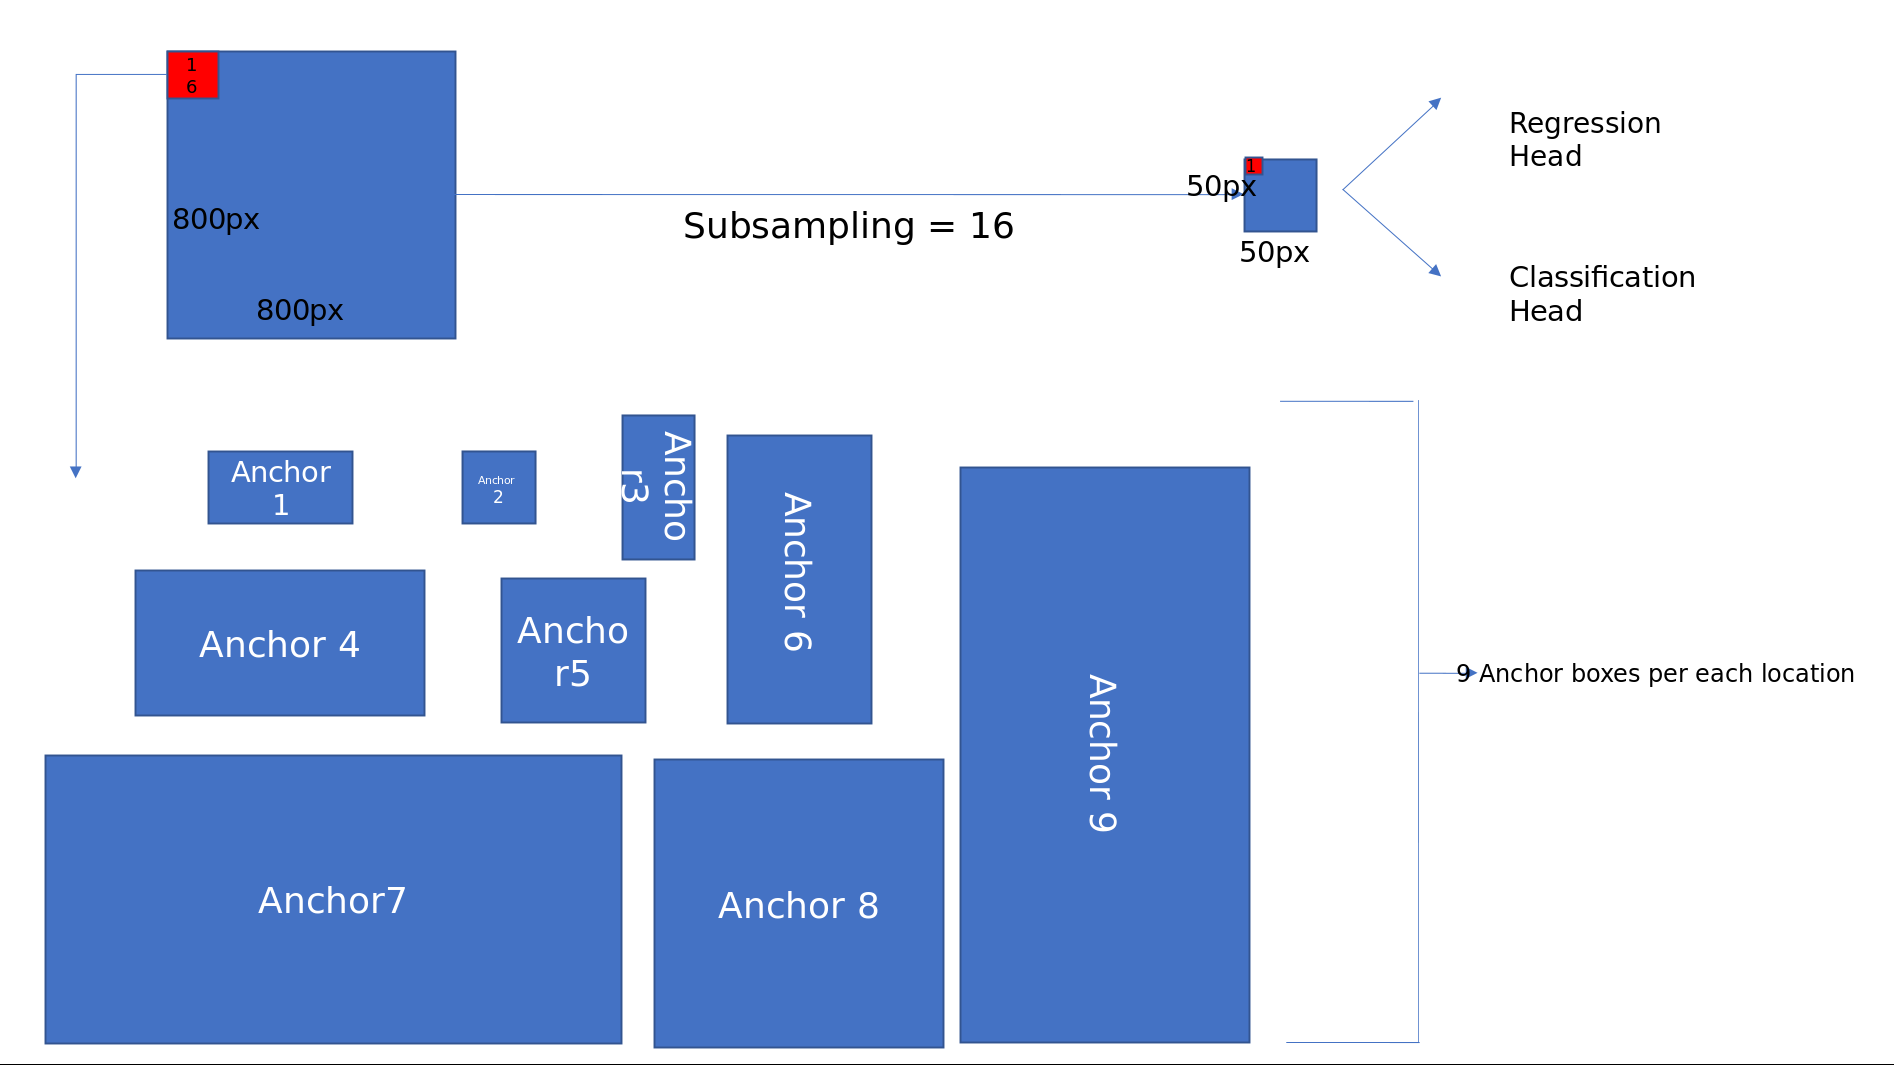 1
6
800px
800px
Subsampling = 16
1
50px
50px
Regression
Head
Classification
Head
Anchor
1
Anchor
2
Ancho
r3
Anchor 4
Ancho
r5
Anchor 6
Anchor7
Anchor 8
Anchor 9
9 Anchor boxes per each location